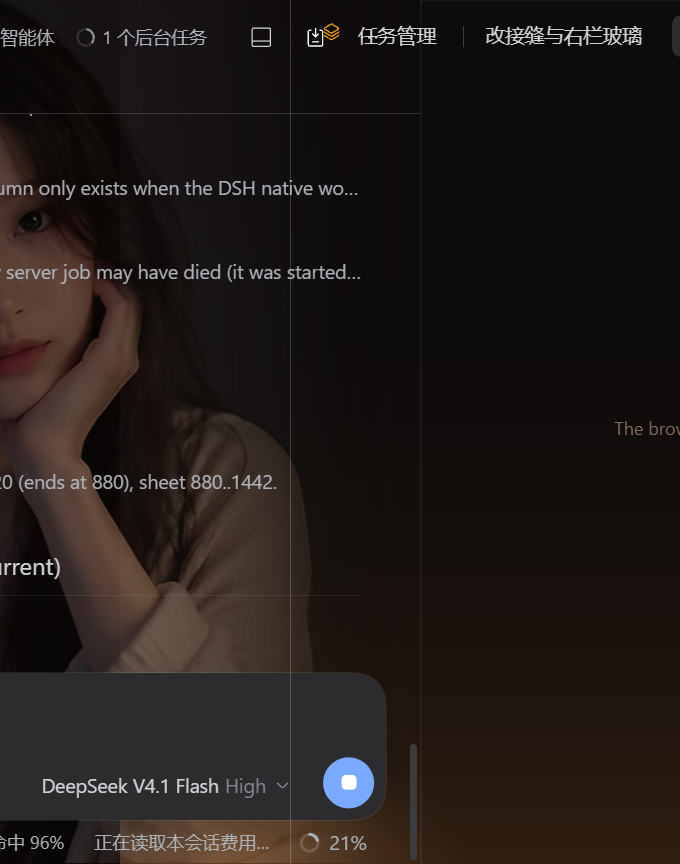 智能体 1 个后台任务 任务管理 改接缝与右栏玻璃
umn only exists when the DSH native wo...
server job may have died (it was started...
The brow
20 (ends at 880), sheet 880..1442.
urrent)
DeepSeek V4.1 Flash High
命中 96% 正在读取本会话费用... 21%